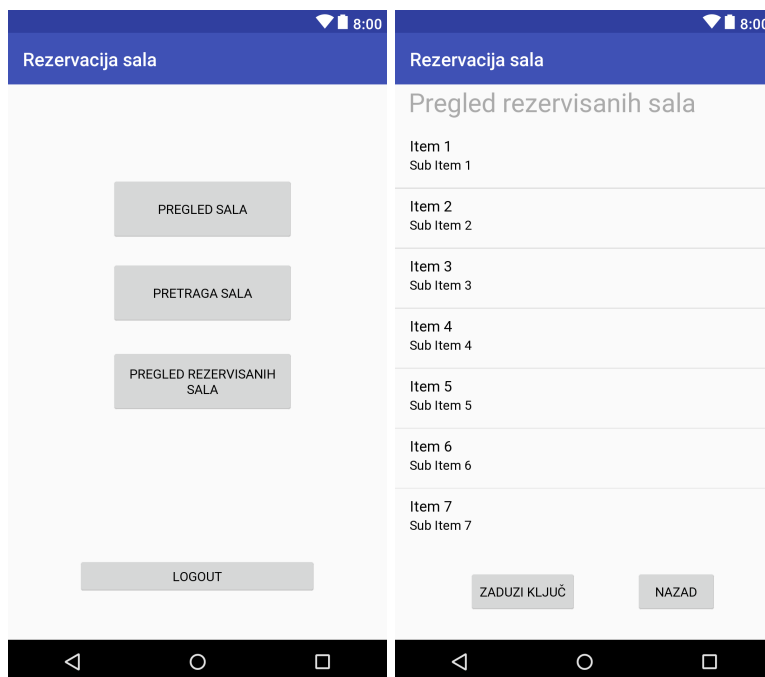 8:00
Rezervacija sala
PREGLED SALA
PRETRAGA SALA
PREGLED REZERVISANIH
SALA
LOGOUT
8:00
Rezervacija sala
Pregled rezervisanih sala
Item 1
Sub Item 1
Item 2
Sub Item 2
Item 3
Sub Item 3
Item 4
Sub Item 4
Item 5
Sub Item 5
Item 6
Sub Item 6
Item 7
Sub Item 7
ZADUZI KLJUČ
NAZAD